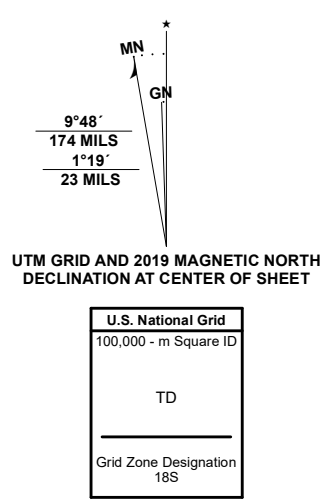 ★
MN
GN
9°48´
174 MILS
1°19´
23 MILS
UTM GRID AND 2019 MAGNETIC NORTH
DECLINATION AT CENTER OF SHEET
U.S. National Grid
100,000 - m Square ID
TD
Grid Zone Designation
18S